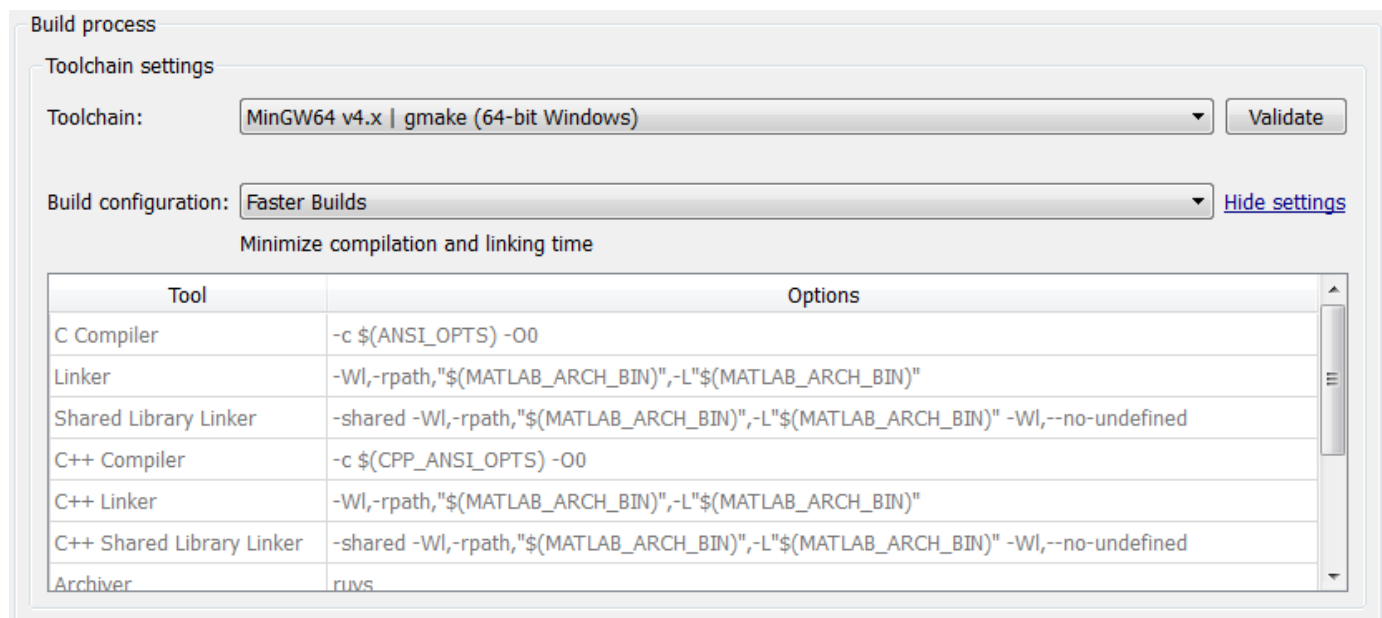 Build process
Toolchain settings
Toolchain: MinGW64 v4.x | gmake (64-bit Windows) Validate
Build configuration: Faster Builds Hide settings
Minimize compilation and linking time
Tool Options
C Compiler -c $(ANSI_OPTS) -O0
Linker -Wl,-rpath,"$(MATLAB_ARCH_BIN)",-L"$(MATLAB_ARCH_BIN)"
Shared Library Linker -shared -Wl,-rpath,"$(MATLAB_ARCH_BIN)",-L"$(MATLAB_ARCH_BIN)" -Wl,--no-undefined
C++ Compiler -c $(CPP_ANSI_OPTS) -O0
C++ Linker -Wl,-rpath,"$(MATLAB_ARCH_BIN)",-L"$(MATLAB_ARCH_BIN)"
C++ Shared Library Linker -shared -Wl,-rpath,"$(MATLAB_ARCH_BIN)",-L"$(MATLAB_ARCH_BIN)" -Wl,--no-undefined
Archiver ruvs